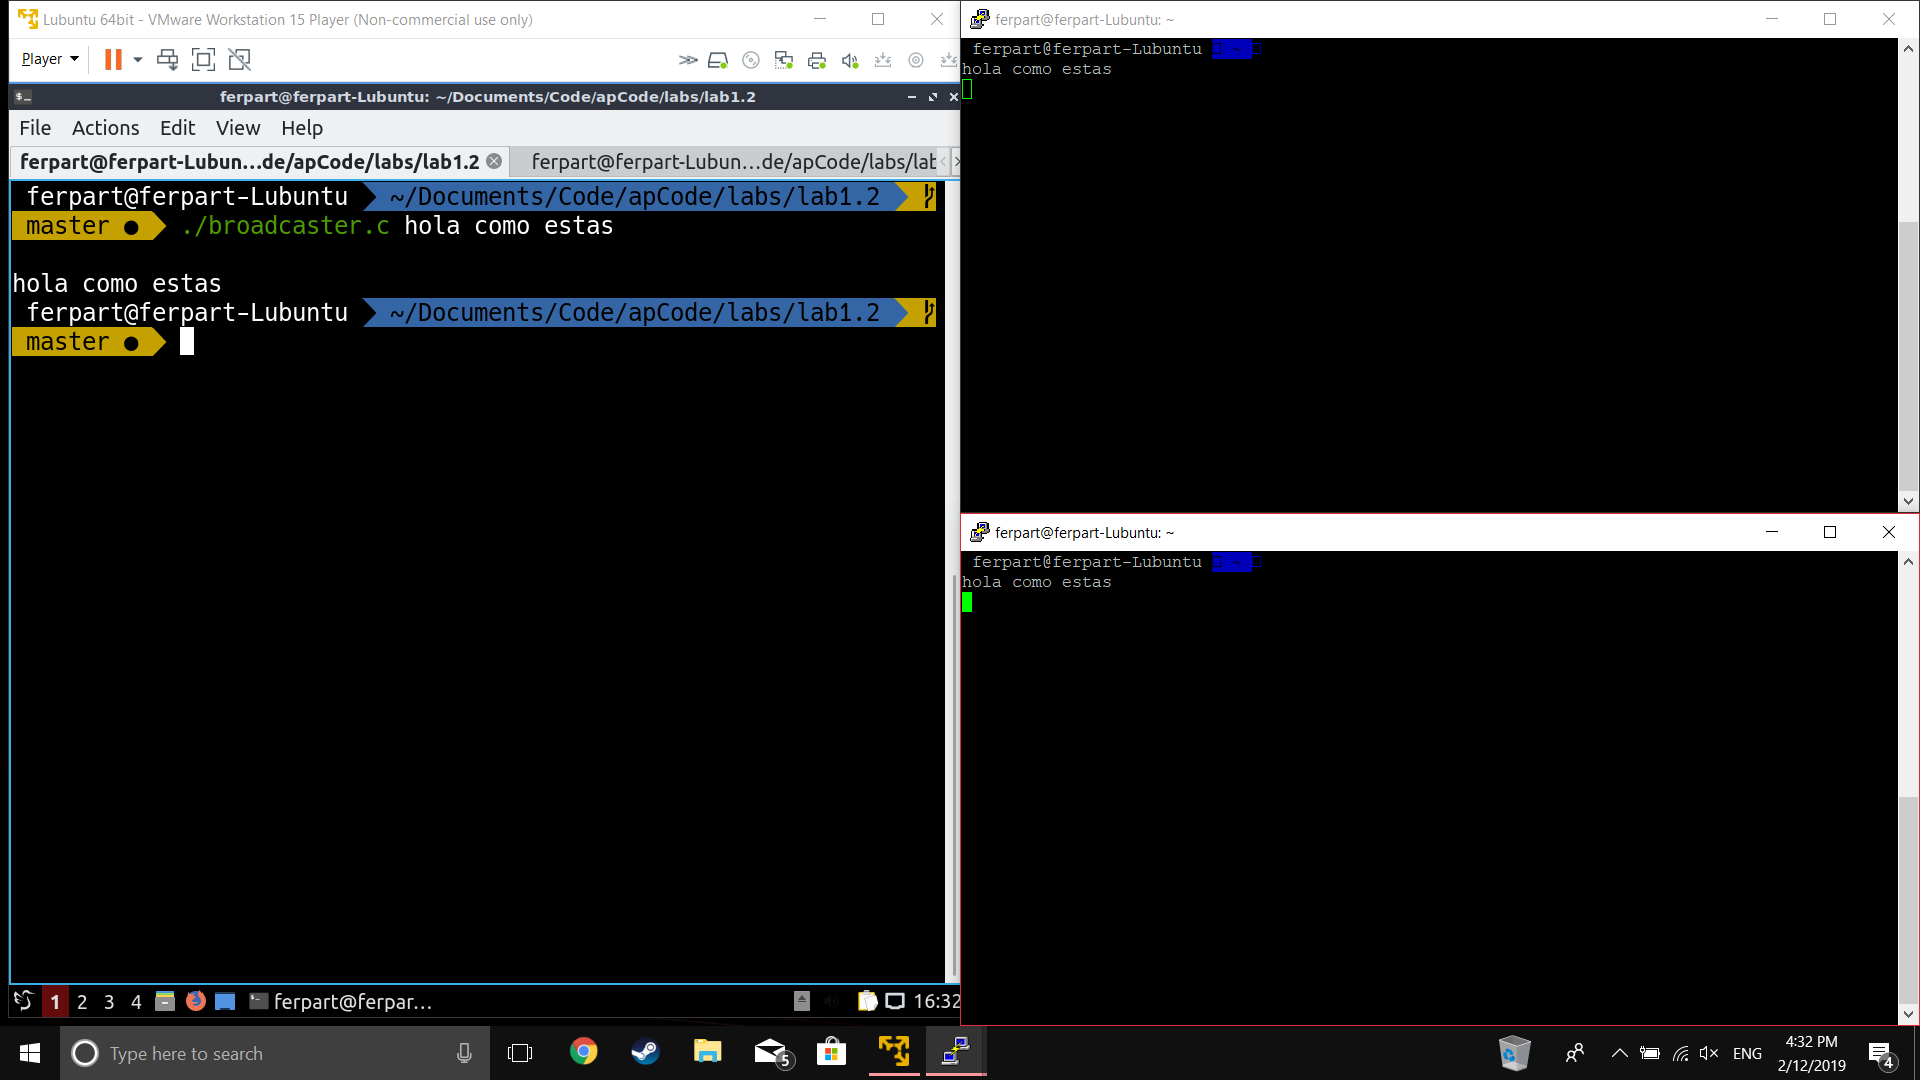 Lubuntu 64bit - VMware Workstation 15 Player (Non-commercial use only)
Player
ferpart@ferpart-Lubuntu: ~/Documents/Code/apCode/labs/lab1.2
File Actions Edit View Help
ferpart@ferpart-Lubun…de/apCode/labs/lab1.2 ferpart@ferpart-Lubun…de/apCode/labs/lab
ferpart@ferpart-Lubuntu ~/Documents/Code/apCode/labs/lab1.2
master ● ./broadcaster.c hola como estas
hola como estas
ferpart@ferpart-Lubuntu ~/Documents/Code/apCode/labs/lab1.2
master ●
1 2 3 4 ferpart@ferpar… 16:32
ferpart@ferpart-Lubuntu: ~
ferpart@ferpart-Lubuntu ~
hola como estas
ferpart@ferpart-Lubuntu: ~
ferpart@ferpart-Lubuntu ~
hola como estas
Type here to search
5
ENG
4:32 PM
2/12/2019
4